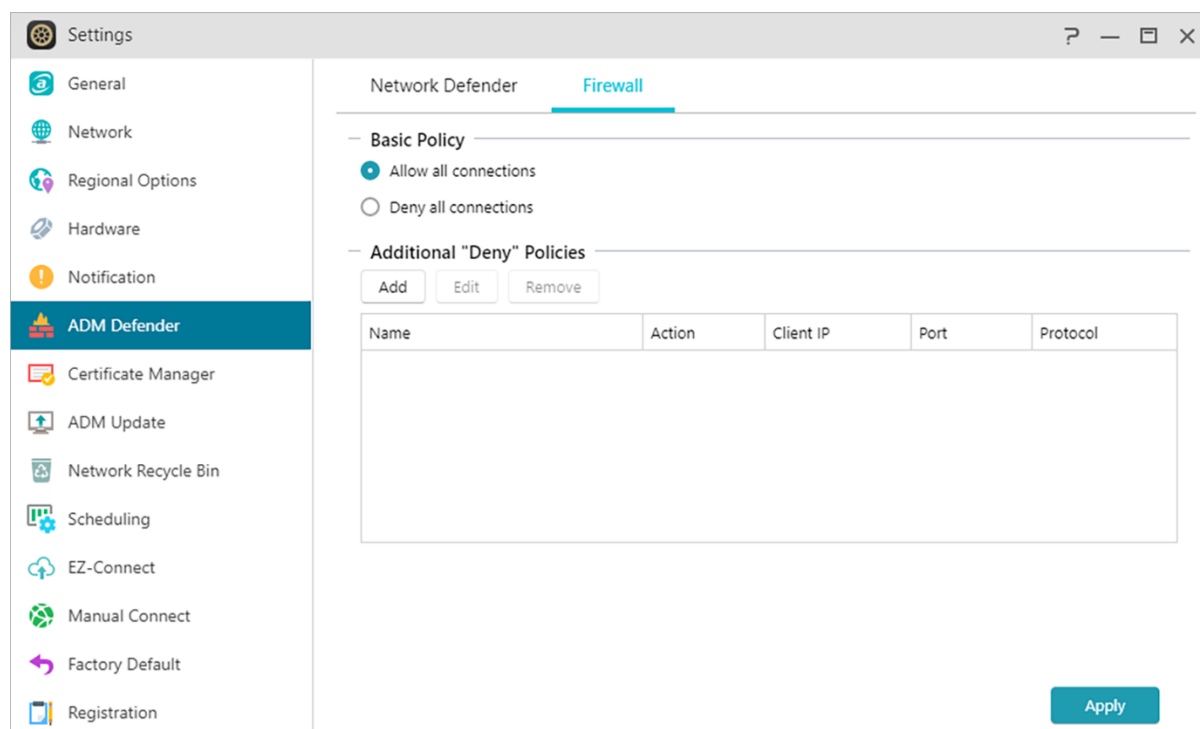 Settings
General
Network
Regional Options
Hardware
Notification
ADM Defender
Certificate Manager
ADM Update
Network Recycle Bin
Scheduling
EZ-Connect
Manual Connect
Factory Default
Registration
Network Defender Firewall
Basic Policy
Allow all connections
Deny all connections
Additional "Deny" Policies
Add Edit Remove
Name Action Client IP Port Protocol
Apply